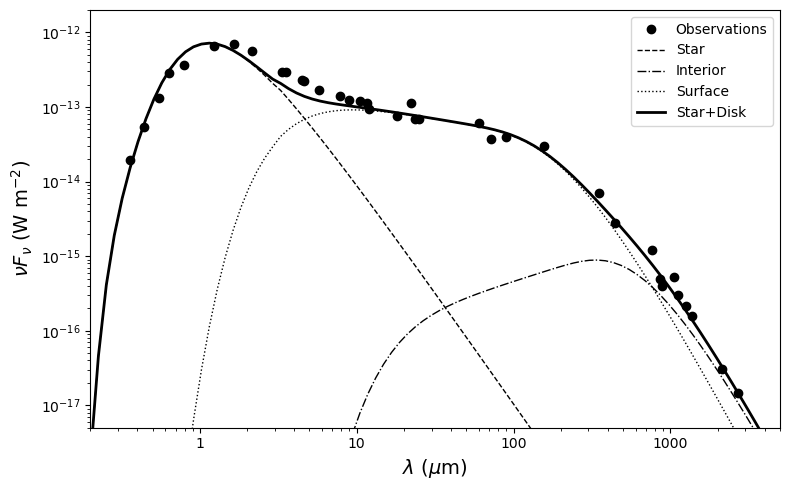 10⁻¹²
10⁻¹³
10⁻¹⁴
10⁻¹⁵
10⁻¹⁶
10⁻¹⁷
νFᵥ (W m⁻²)
Observations
Star
Interior
Surface
Star+Disk
1 10 100 1000
λ (μm)